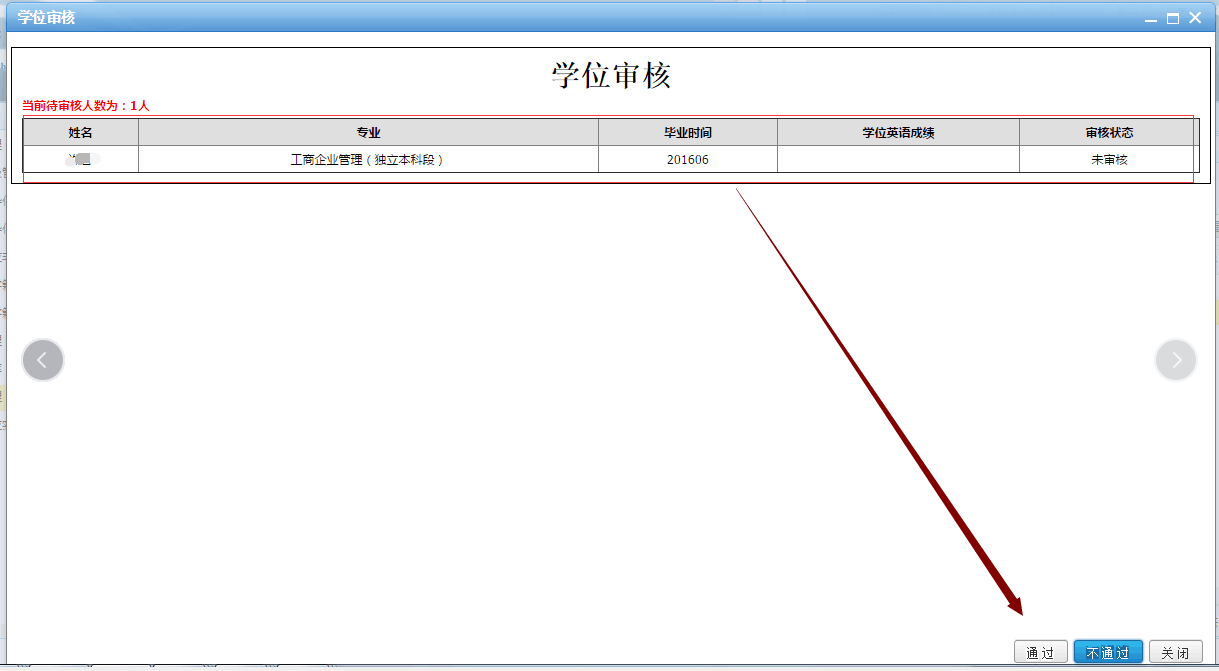 学位审核
学位审核
当前待审核人数为：1人
姓名 专业 毕业时间 学位英语成绩 审核状态
工商企业管理（独立本科段） 201606 未审核
通过 不通过 关闭